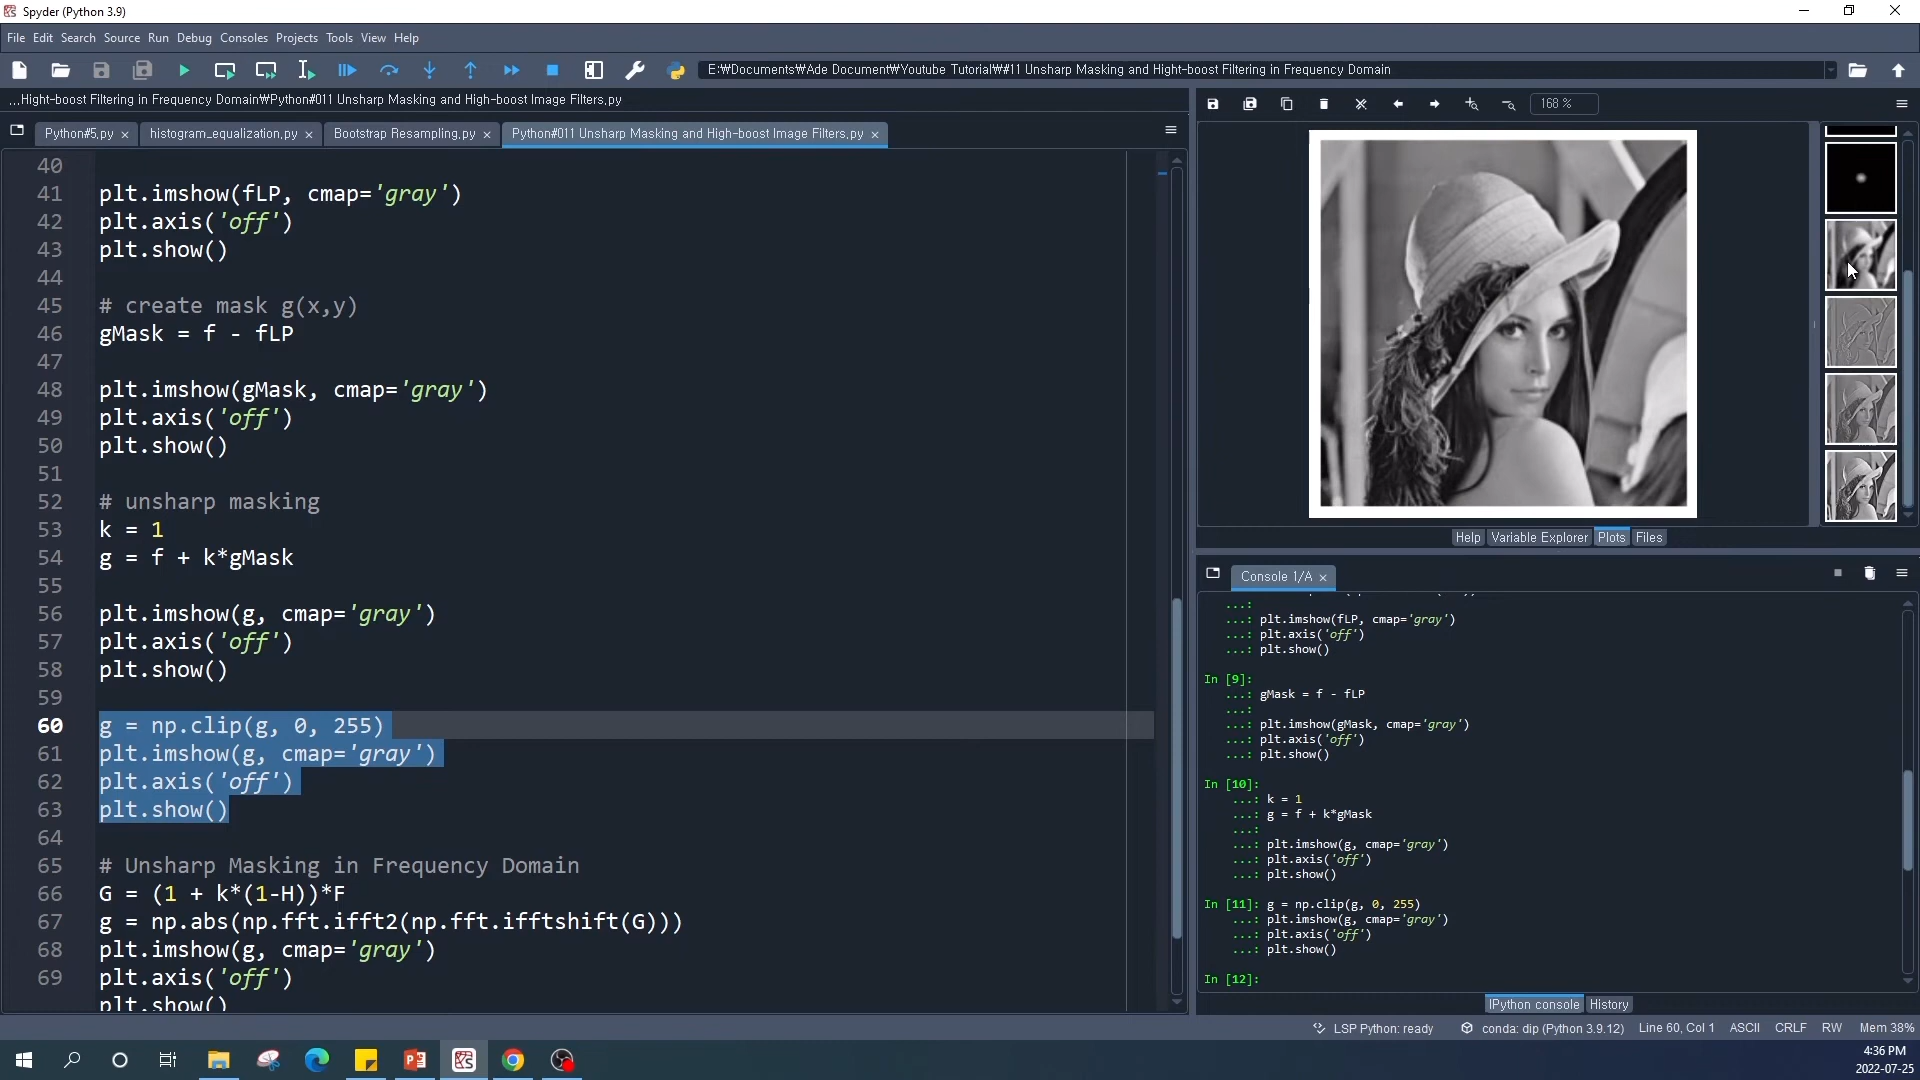 Spyder (Python 3.9)
File Edit Search Source Run Debug Consoles Projects Tools View Help
E:₩Documents₩Ade Document₩Youtube Tutorial₩#11 Unsharp Masking and Hight-boost Filtering in Frequency Domain
...Hight-boost Filtering in Frequency Domain₩Python#011 Unsharp Masking and High-boost Image Filters.py
168 %
Python#5.py
histogram_equalization.py
Bootstrap Resampling.py
Python#011 Unsharp Masking and High-boost Image Filters.py
40
41 plt.imshow(fLP, cmap='gray')
42 plt.axis('off')
43 plt.show()
44
45 # create mask g(x,y)
46 gMask = f - fLP
47
48 plt.imshow(gMask, cmap='gray')
49 plt.axis('off')
50 plt.show()
51
52 # unsharp masking
53 k = 1
54 g = f + k*gMask
55
56 plt.imshow(g, cmap='gray')
57 plt.axis('off')
58 plt.show()
59
60 g = np.clip(g, 0, 255)
61 plt.imshow(g, cmap='gray')
62 plt.axis('off')
63 plt.show()
64
65 # Unsharp Masking in Frequency Domain
66 G = (1 + k*(1-H))*F
67 g = np.abs(np.fft.ifft2(np.fft.ifftshift(G)))
68 plt.imshow(g, cmap='gray')
69 plt.axis('off')
plt.show()
Help Variable Explorer Plots Files
Console 1/A
...:
...: plt.imshow(fLP, cmap='gray')
...: plt.axis('off')
...: plt.show()
In [9]:
...: gMask = f - fLP
...:
...: plt.imshow(gMask, cmap='gray')
...: plt.axis('off')
...: plt.show()
In [10]:
...: k = 1
...: g = f + k*gMask
...:
...: plt.imshow(g, cmap='gray')
...: plt.axis('off')
...: plt.show()
In [11]: g = np.clip(g, 0, 255)
...: plt.imshow(g, cmap='gray')
...: plt.axis('off')
...: plt.show()
In [12]:
IPython console History
LSP Python: ready conda: dip (Python 3.9.12) Line 60, Col 1 ASCII CRLF RW Mem 38%
4:36 PM
2022-07-25